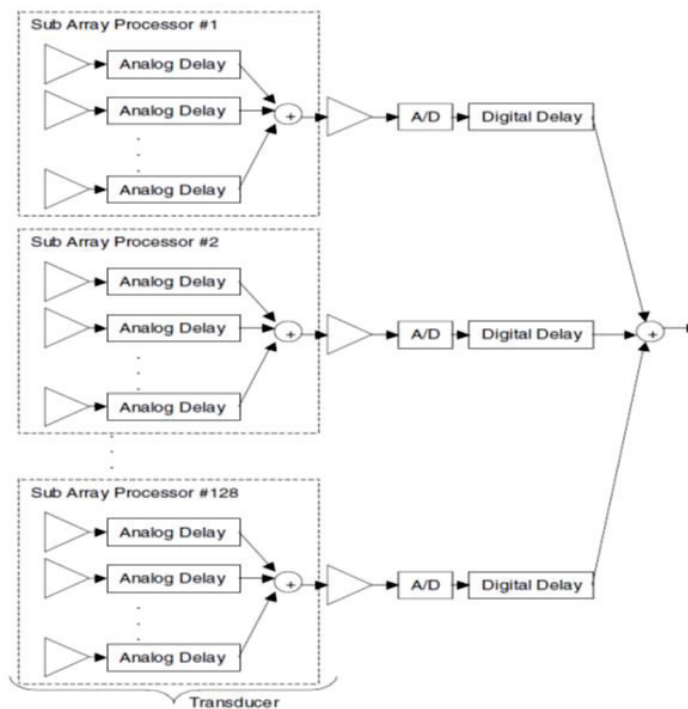 Sub Array Processor #1
Analog Delay
Analog Delay
+
A/D
Digital Delay
Analog Delay
Sub Array Processor #2
Analog Delay
Analog Delay
+
A/D
Digital Delay
+
Analog Delay
Sub Array Processor #128
Analog Delay
Analog Delay
+
A/D
Digital Delay
Analog Delay
Transducer